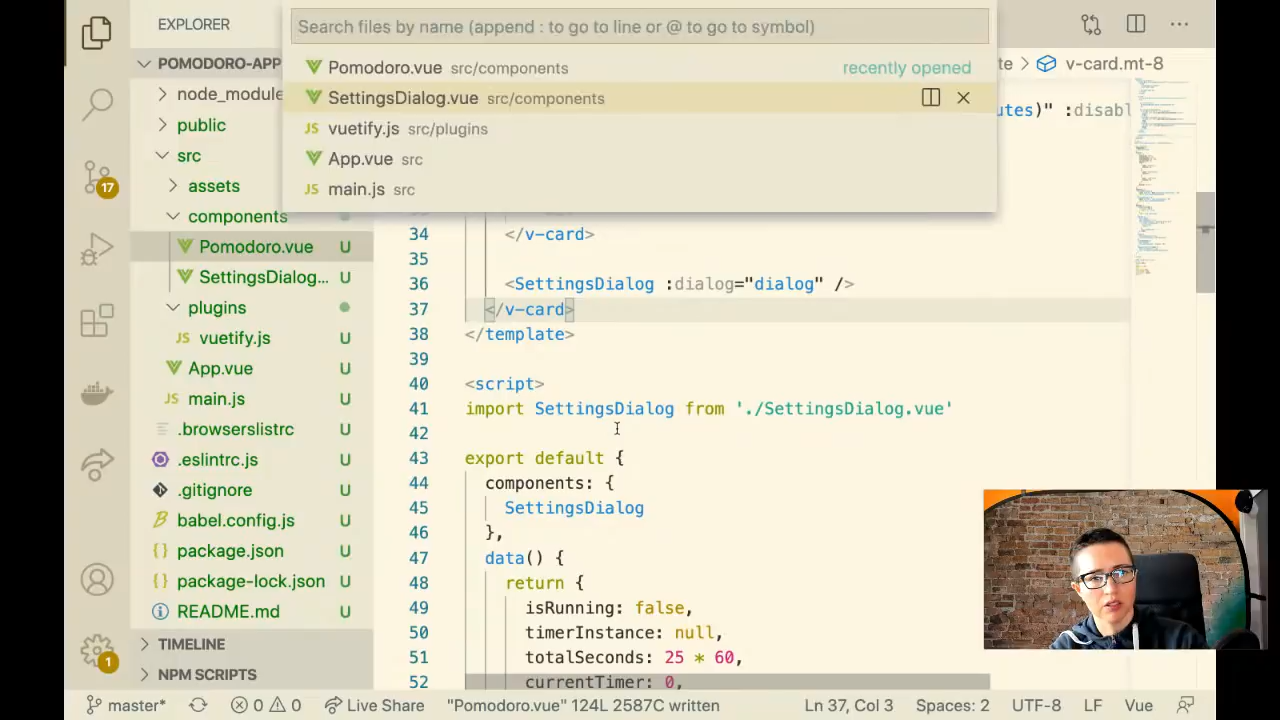 EXPLORER
Search files by name (append : to go to line or @ to go to symbol)
Pomodoro.vue src/components recently opened
SettingsDialog.vue src/components
vuetify.js src/plugins
App.vue src
main.js src
te > v-card.mt-8
POMODORO-APP
node_module
public
src
assets
components
Pomodoro.vue U
SettingsDialog... U
plugins
JS vuetify.js U
App.vue U
JS main.js U
.browserslistrc U
.eslintrc.js U
.gitignore U
babel.config.js U
{} package.json U
{} package-lock.json U
README.md U
TIMELINE
NPM SCRIPTS
17
1
utes)" :disabl
34 </v-card>
35
36 <SettingsDialog :dialog="dialog" />
37 </v-card>
38 </template>
39
40 <script>
41 import SettingsDialog from './SettingsDialog.vue'
42
43 export default {
44 components: {
45 SettingsDialog
46 },
47 data() {
48 return {
49 isRunning: false,
50 timerInstance: null,
51 totalSeconds: 25 * 60,
52 currentTimer: 0,
master* 0 0 Live Share "Pomodoro.vue" 124L 2587C written Ln 37, Col 3 Spaces: 2 UTF-8 LF Vue